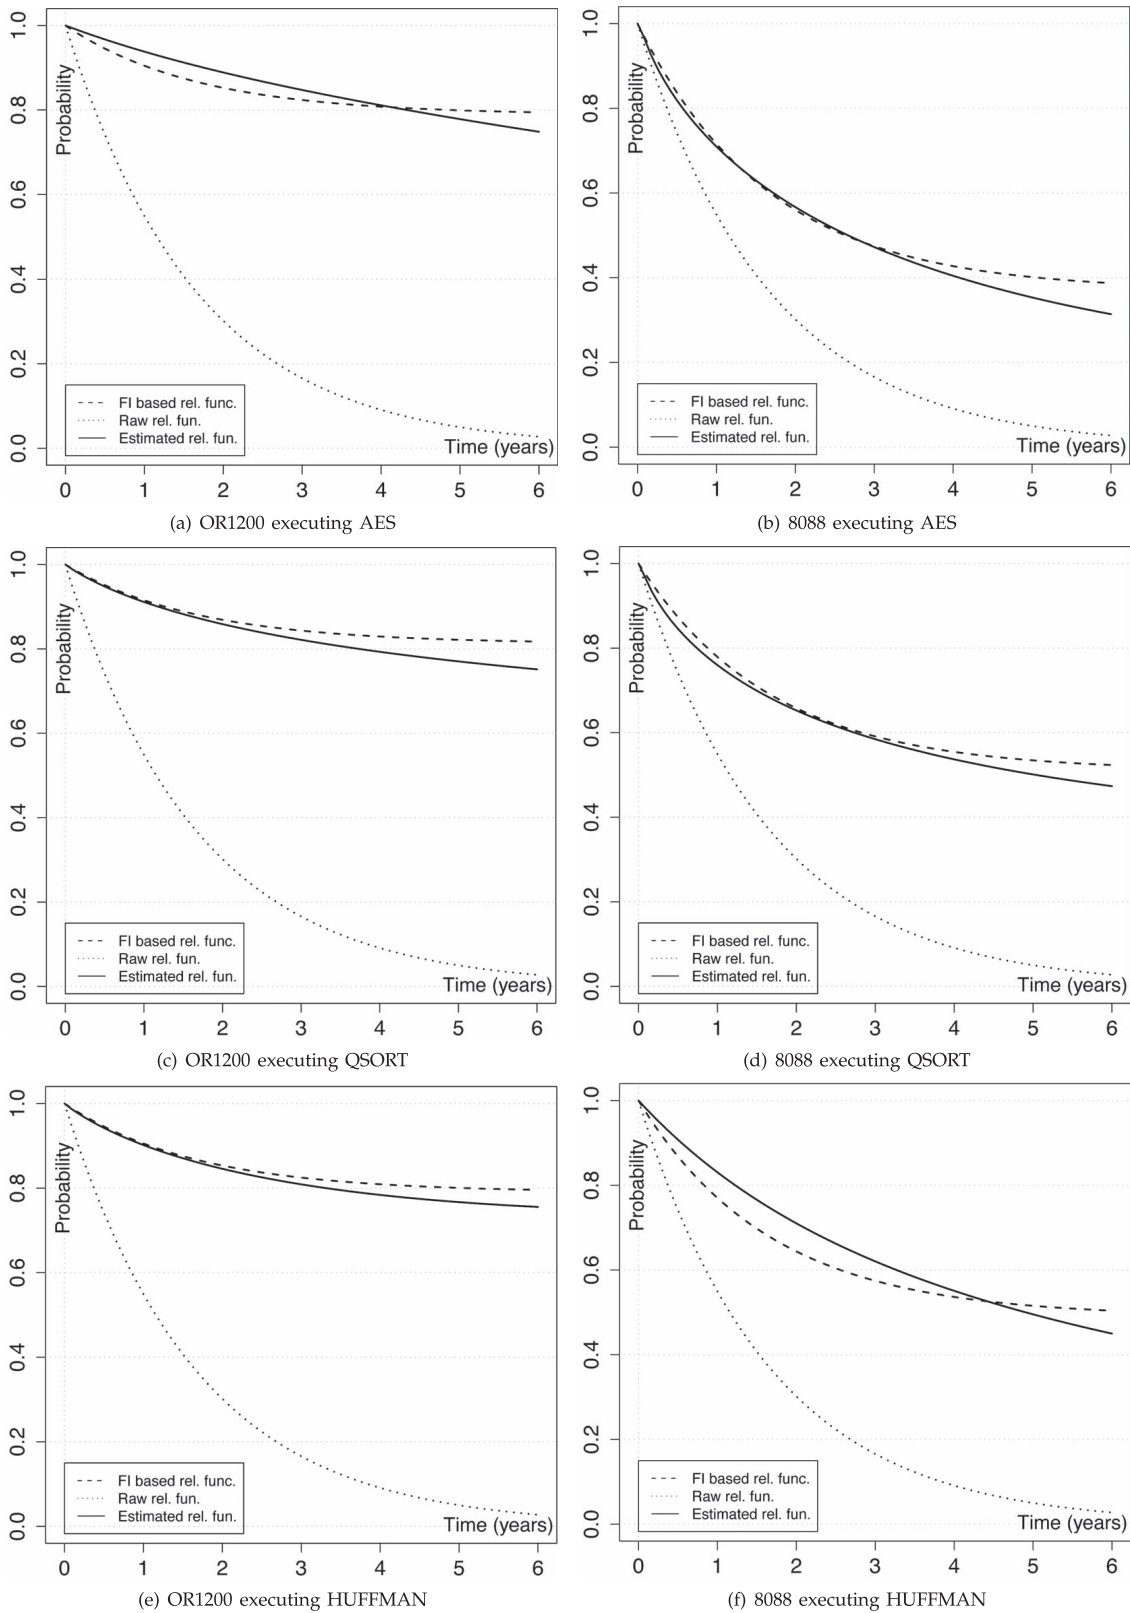 1.0
0.8
0.6
0.4
0.2
0.0
Probability
FI based rel. func.
Raw rel. fun.
Estimated rel. fun.
Time (years)
0 1 2 3 4 5 6
(a) OR1200 executing AES
1.0
0.8
0.6
0.4
0.2
0.0
Probability
FI based rel. func.
Raw rel. fun.
Estimated rel. fun.
Time (years)
0 1 2 3 4 5 6
(b) 8088 executing AES
1.0
0.8
0.6
0.4
0.2
0.0
Probability
FI based rel. func.
Raw rel. fun.
Estimated rel. fun.
Time (years)
0 1 2 3 4 5 6
(c) OR1200 executing QSORT
1.0
0.8
0.6
0.4
0.2
0.0
Probability
FI based rel. func.
Raw rel. fun.
Estimated rel. fun.
Time (years)
0 1 2 3 4 5 6
(d) 8088 executing QSORT
1.0
0.8
0.6
0.4
0.2
0.0
Probability
FI based rel. func.
Raw rel. fun.
Estimated rel. fun.
Time (years)
0 1 2 3 4 5 6
(e) OR1200 executing HUFFMAN
1.0
0.8
0.6
0.4
0.2
0.0
Probability
FI based rel. func.
Raw rel. fun.
Estimated rel. fun.
Time (years)
0 1 2 3 4 5 6
(f) 8088 executing HUFFMAN